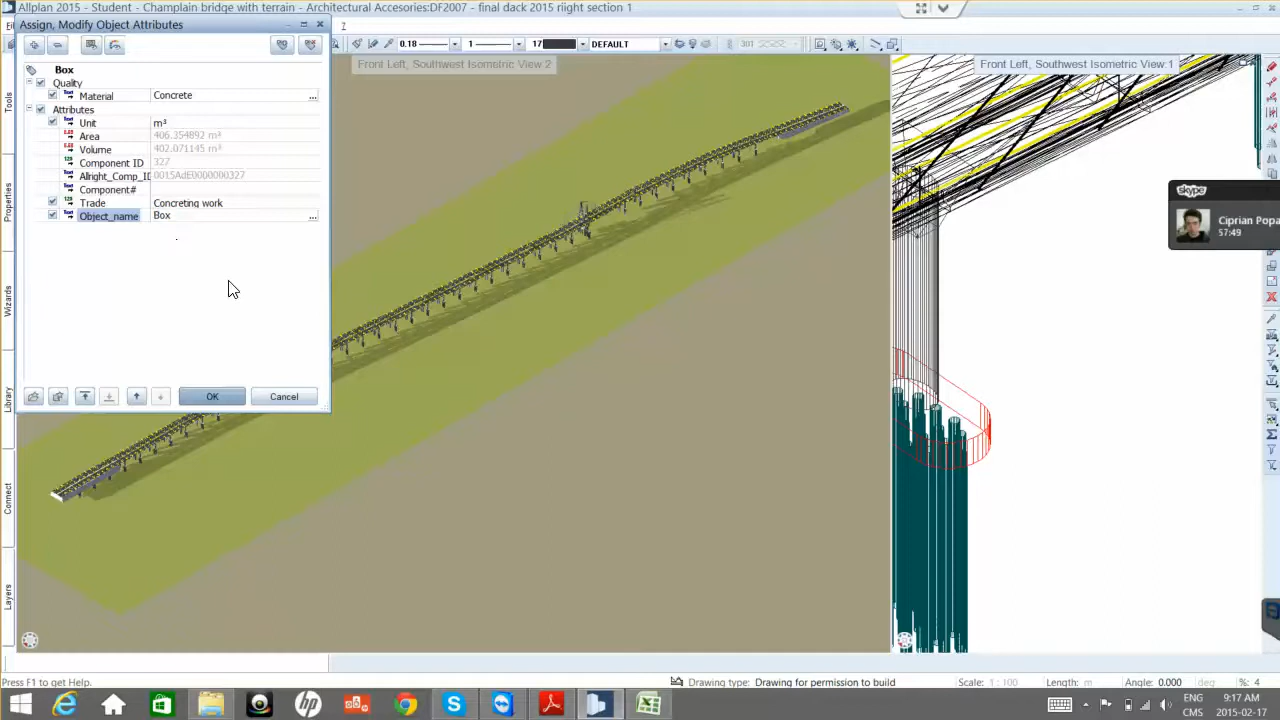 Allplan 2015 - Student - Champlain bridge with terrain - Architectural Accesories:DF2007 - final dack 2015 riight section 1
Assign, Modify Object Attributes
?
0.18
1
17
DEFAULT
301
Box
Quality
Material Concrete ...
Attributes
Unit m³
Area 406.354892 m²
Volume 402.071145 m³
Component ID 327
Allright_Comp_ID 0015AdE0000000327
Component#
Trade Concreting work
Object_name Box ...
OK Cancel
Front Left, Southwest Isometric View 2
Front Left, Southwest Isometric View:1
Tools
Properties
Wizards
Library
Connect
Layers
skype
Ciprian Popa
57:49
Press F1 to get Help.
Drawing type: Drawing for permission to build
Scale: 1 : 100
Length: m
Angle: 0.000 deg
%: 4
hp
ENG
CMS
9:17 AM
2015-02-17